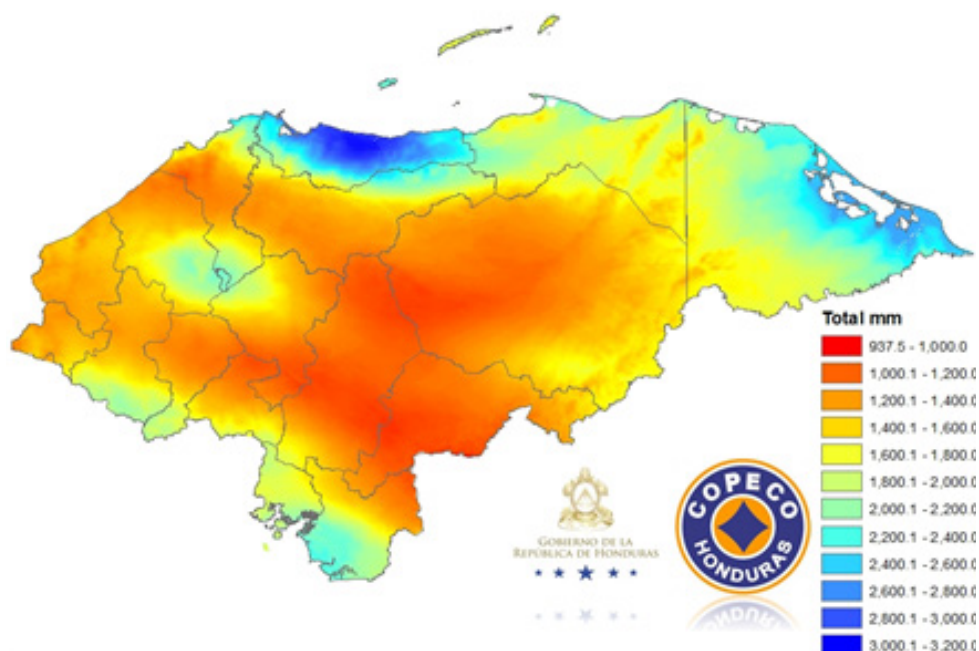 Total mm
937.5 - 1,000.0
1,000.1 - 1,200.0
1,200.1 - 1,400.0
1,400.1 - 1,600.0
1,600.1 - 1,800.0
1,800.1 - 2,000.0
2,000.1 - 2,200.0
2,200.1 - 2,400.0
2,400.1 - 2,600.0
2,600.1 - 2,800.0
2,800.1 - 3,000.0
3,000.1 - 3,200.0
GOBIERNO DE LA
REPÚBLICA DE HONDURAS
COPECO
HONDURAS